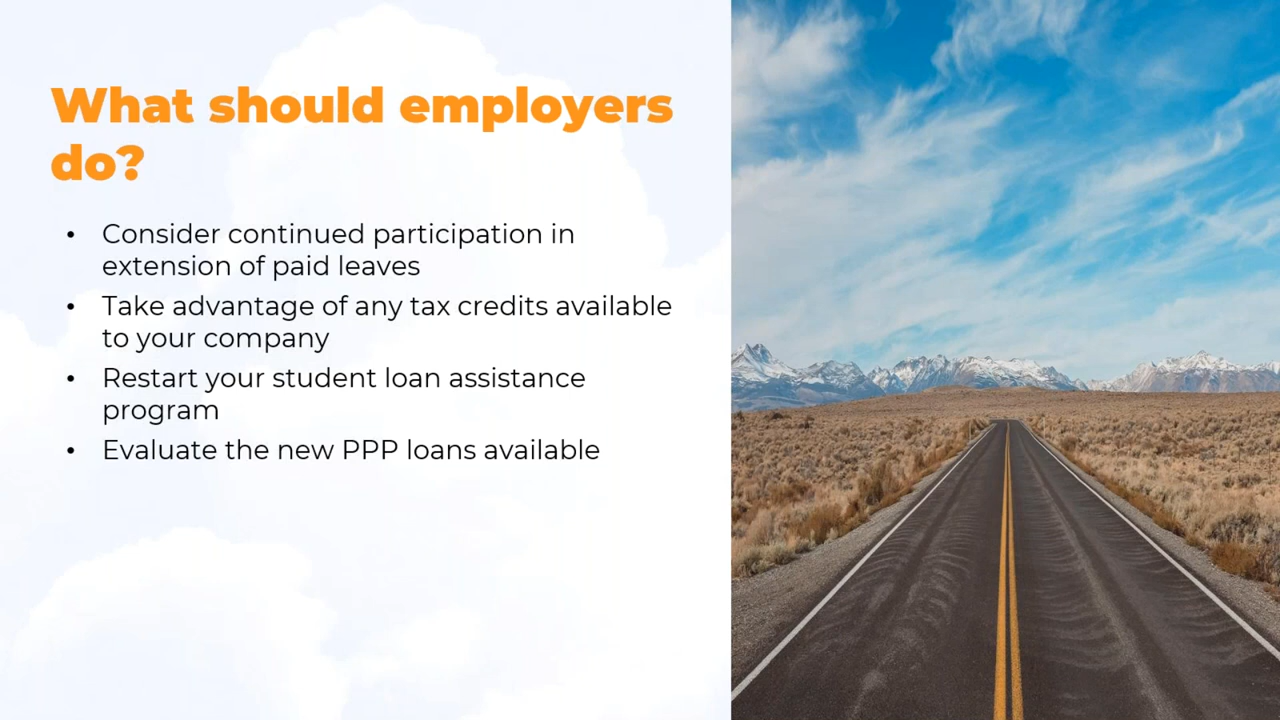 What should employers
do?
• Consider continued participation in
extension of paid leaves
• Take advantage of any tax credits available
to your company
• Restart your student loan assistance
program
• Evaluate the new PPP loans available